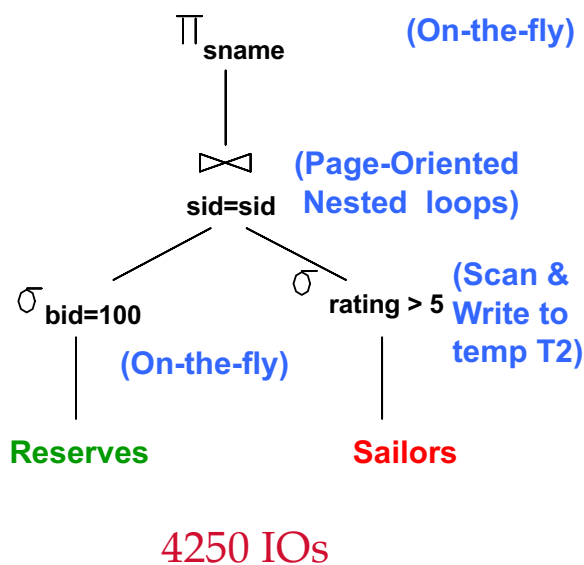 π sname
(On-the-fly)
⋈
sid=sid
(Page-Oriented
Nested loops)
σ bid=100
(On-the-fly)
σ rating > 5
(Scan &
Write to
temp T2)
Reserves
Sailors
4250 IOs